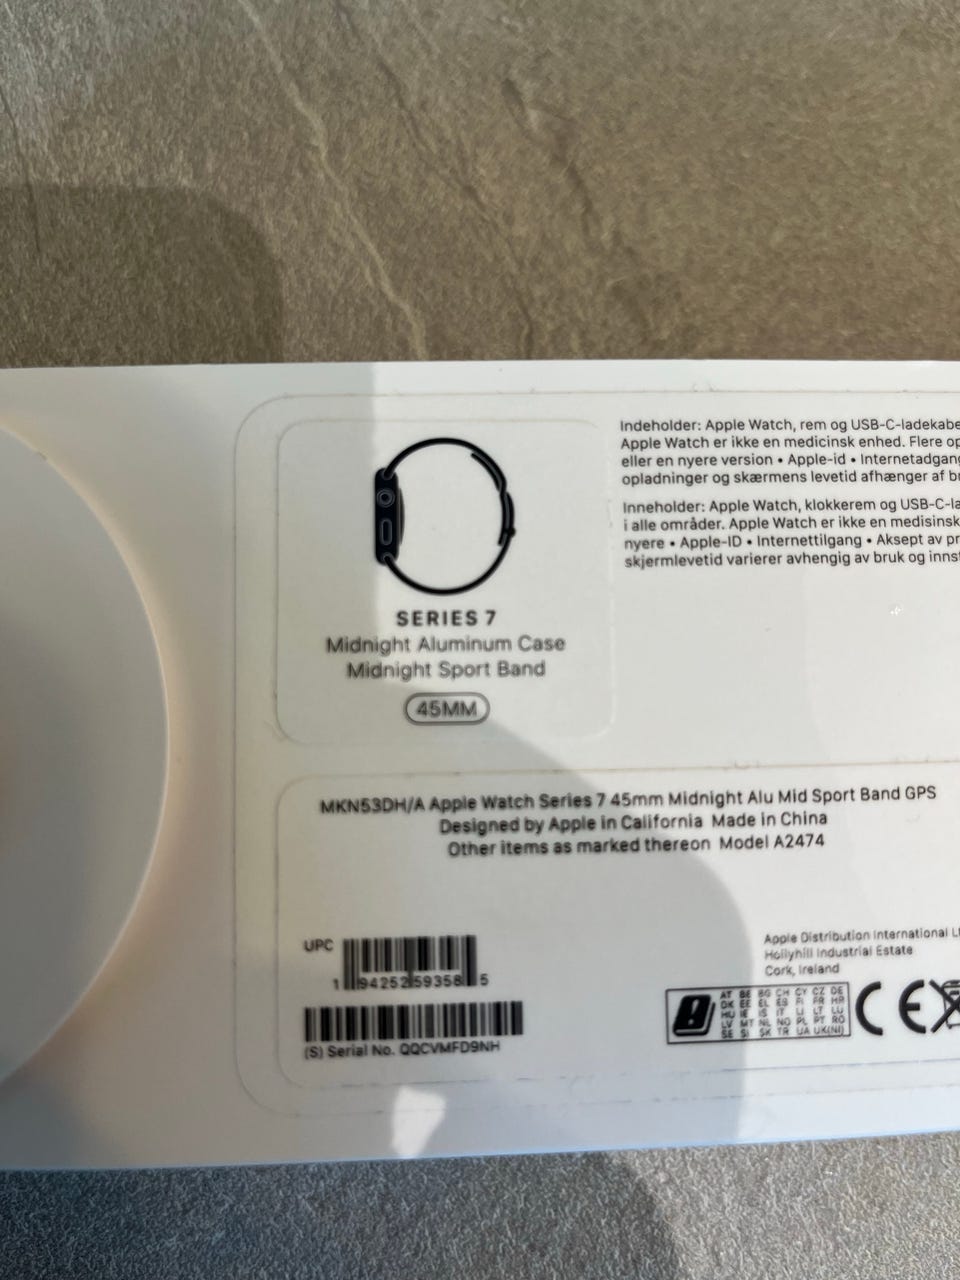 SERIES 7
Midnight Aluminum Case
Midnight Sport Band
45MM
Indeholder: Apple Watch, rem og USB-C-ladekabe
Apple Watch er ikke en medicinsk enhed. Flere op
eller en nyere version • Apple-id • Internetadgang
opladninger og skærmens levetid afhænger af br
Inneholder: Apple Watch, klokkerem og USB-C-la
i alle områder. Apple Watch er ikke en medisinsk
nyere • Apple-ID • Internettilgang • Aksept av pr
skjermlevetid varierer avhengig av bruk og innst
MKN53DH/A Apple Watch Series 7 45mm Midnight Alu Mid Sport Band GPS
Designed by Apple in California Made in China
Other items as marked thereon Model A2474
UPC
1 94252 59358 5
(S) Serial No. QQCVMFD9NH
Apple Distribution International Lt
Hollyhill Industrial Estate
Cork, Ireland
AT BE BG CH CY CZ DE
DK EE EL ES FI FR HR
HU IE IS IT LI LT LU
LV MT NL NO PL PT RO
SE SI SK TR UA UK(NI)
CE